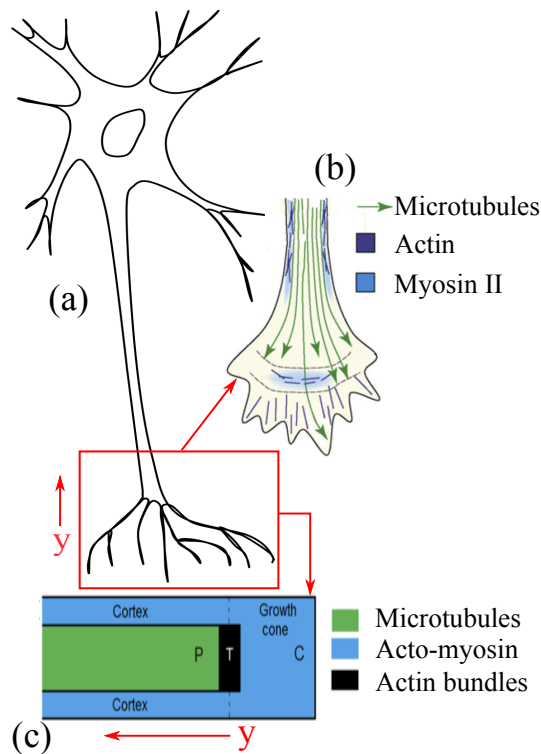 (b)
Microtubules
Actin
Myosin II
(a)
y
Cortex
Growth
cone
P
T
C
Cortex
Microtubules
Acto-myosin
Actin bundles
(c)
y